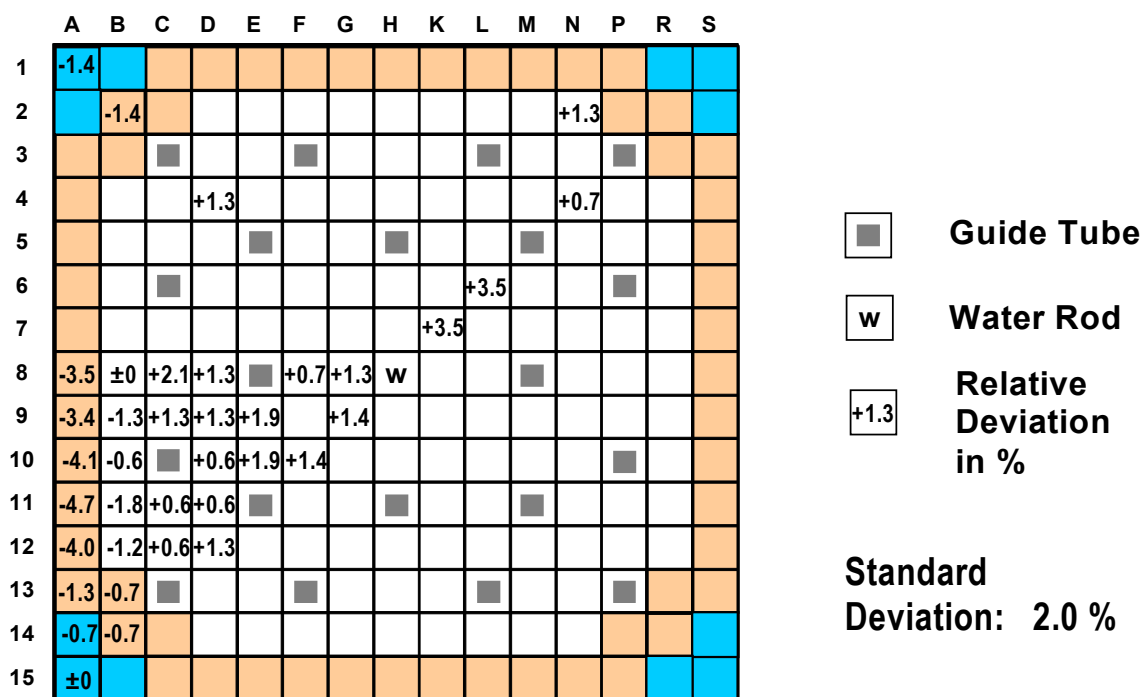 A B C D E F G H K L M N P R S
1 -1.4
2 -1.4 +1.3
3
4 +1.3 +0.7
5
6 +3.5
7 +3.5
8 -3.5 ±0 +2.1 +1.3 +0.7 +1.3 w
9 -3.4 -1.3 +1.3 +1.3 +1.9 +1.4
10 -4.1 -0.6 +0.6 +1.9 +1.4
11 -4.7 -1.8 +0.6 +0.6
12 -4.0 -1.2 +0.6 +1.3
13 -1.3 -0.7
14 -0.7 -0.7
15 ±0
Guide Tube
w Water Rod
Relative
+1.3 Deviation
in %
Standard
Deviation: 2.0 %